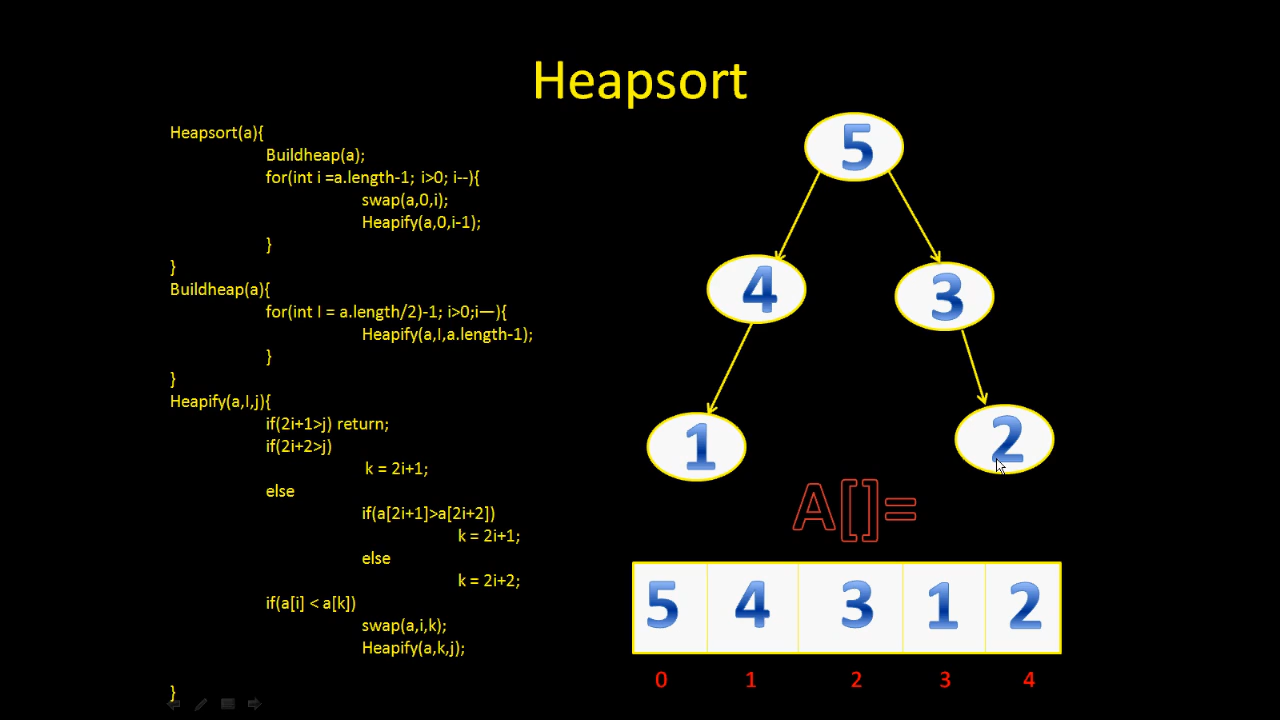 Heapsort
Heapsort(a){
Buildheap(a);
for(int i =a.length-1; i>0; i--){
swap(a,0,i);
Heapify(a,0,i-1);
}
}
Buildheap(a){
for(int I = a.length/2)-1; i>0;i—){
Heapify(a,I,a.length-1);
}
}
Heapify(a,I,j){
if(2i+1>j) return;
if(2i+2>j)
k = 2i+1;
else
if(a[2i+1]>a[2i+2])
k = 2i+1;
else
k = 2i+2;
if(a[i] < a[k])
swap(a,i,k);
Heapify(a,k,j);
}
5
4 3
1 2
A[]=
5 4 3 1 2
0 1 2 3 4